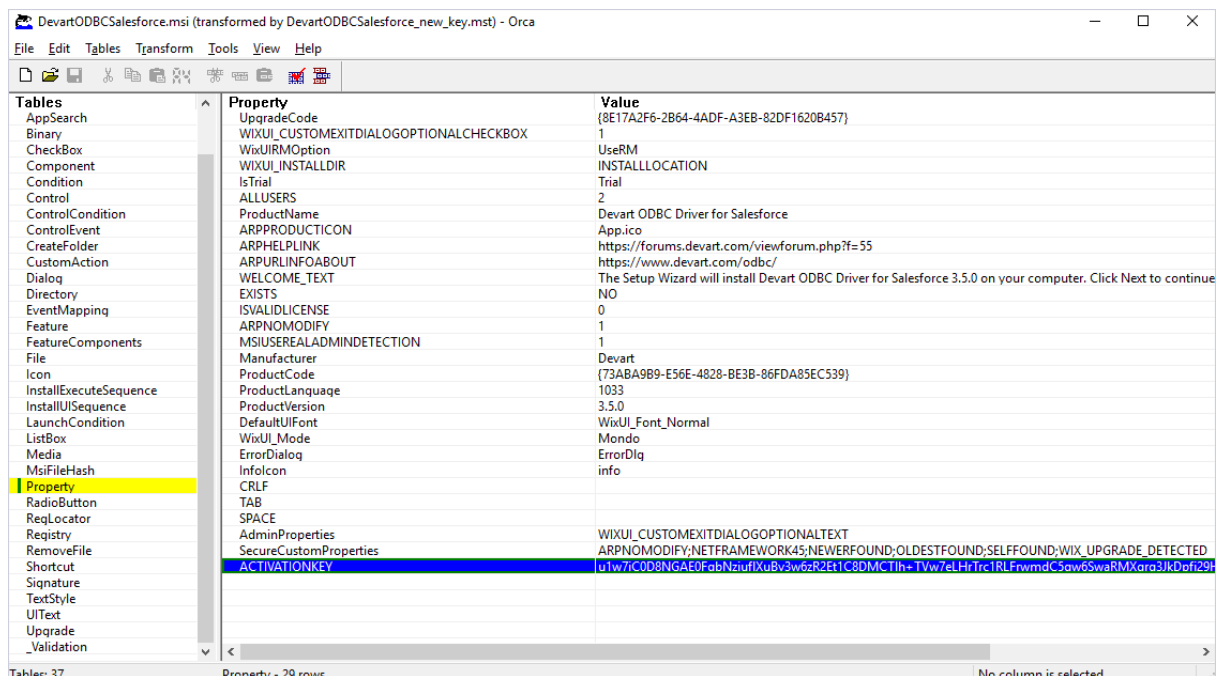 DevartODBCSalesforce.msi (transformed by DevartODBCSalesforce_new_key.mst) - Orca
File Edit Tables Transform Tools View Help
Tables Property Value
AppSearch UpgradeCode {8E17A2F6-2B64-4ADF-A3EB-82DF1620B457}
Binary WIXUI_CUSTOMEXITDIALOGOPTIONALCHECKBOX 1
CheckBox WixUIRMOption UseRM
Component WIXUI_INSTALLDIR INSTALLLOCATION
Condition IsTrial Trial
Control ALLUSERS 2
ControlCondition ProductName Devart ODBC Driver for Salesforce
ControlEvent ARPPRODUCTICON App.ico
CreateFolder ARPHELPLINK https://forums.devart.com/viewforum.php?f=55
CustomAction ARPURLINFOABOUT https://www.devart.com/odbc/
Dialog WELCOME_TEXT The Setup Wizard will install Devart ODBC Driver for Salesforce 3.5.0 on your computer. Click Next to continue
Directory EXISTS NO
EventMapping ISVALIDLICENSE 0
Feature ARPNOMODIFY 1
FeatureComponents MSIUSEREALADMINDETECTION 1
File Manufacturer Devart
Icon ProductCode {73ABA9B9-E56E-4828-BE3B-86FDA85EC539}
InstallExecuteSequence ProductLanguage 1033
InstallUISequence ProductVersion 3.5.0
LaunchCondition DefaultUIFont WixUI_Font_Normal
ListBox WixUI_Mode Mondo
Media ErrorDialog ErrorDlg
MsiFileHash InfoIcon info
Property CRLF
RadioButton TAB
RegLocator SPACE
Registry AdminProperties WIXUI_CUSTOMEXITDIALOGOPTIONALTEXT
RemoveFile SecureCustomProperties ARPNOMODIFY;NETFRAMEWORK45;NEWERFOUND;OLDESTFOUND;SELFFOUND;WIX_UPGRADE_DETECTED
Shortcut ACTIVATIONKEY
Signature
TextStyle
UIText
Upgrade
_Validation
Tables: 37 Property - 29 rows No column is selected.